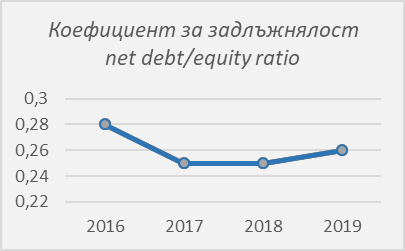 Коефициент за задлъжнялост
net debt/equity ratio
0,3
0,28
0,26
0,24
0,22
2016 2017 2018 2019